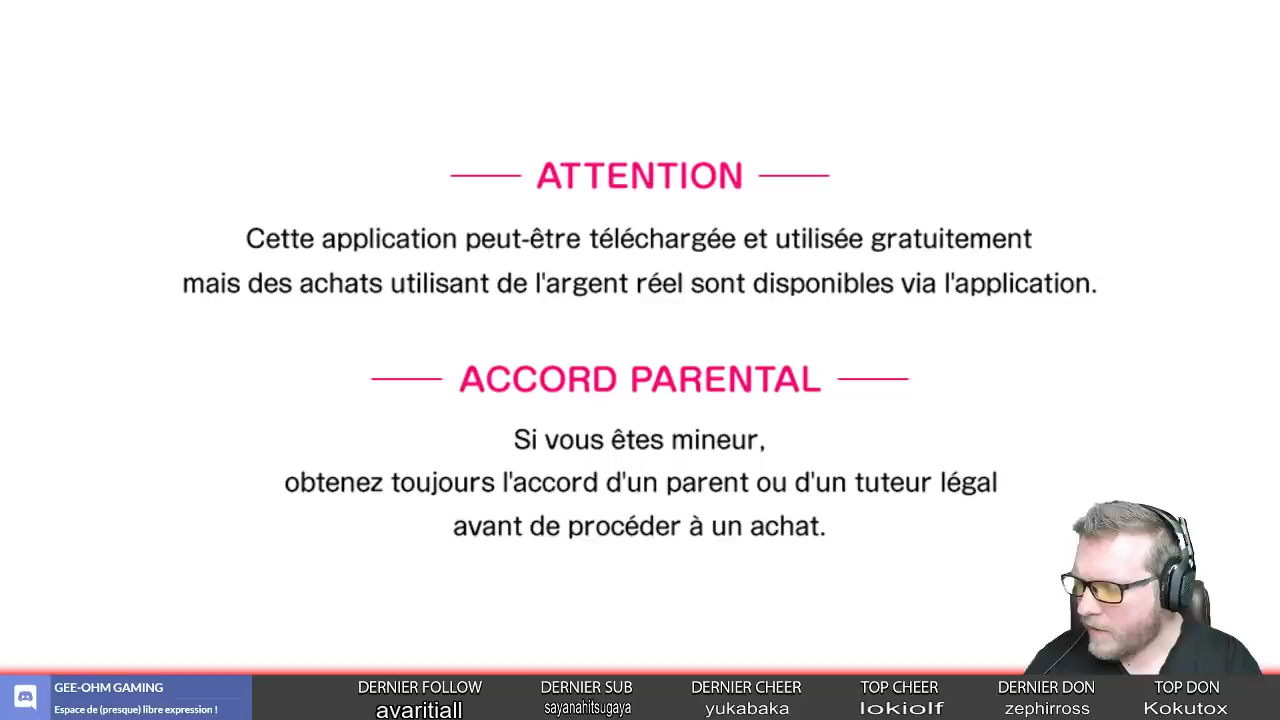 ATTENTION
Cette application peut-être téléchargée et utilisée gratuitement
mais des achats utilisant de l'argent réel sont disponibles via l'application.
ACCORD PARENTAL
Si vous êtes mineur,
obtenez toujours l'accord d'un parent ou d'un tuteur légal
avant de procéder à un achat.
GEE-OHM GAMING
Espace de (presque) libre expression !
DERNIER FOLLOW
avaritiall
DERNIER SUB
sayanahitsugaya
DERNIER CHEER
yukabaka
TOP CHEER
lokiolf
DERNIER DON
zephirross
TOP DON
Kokutox